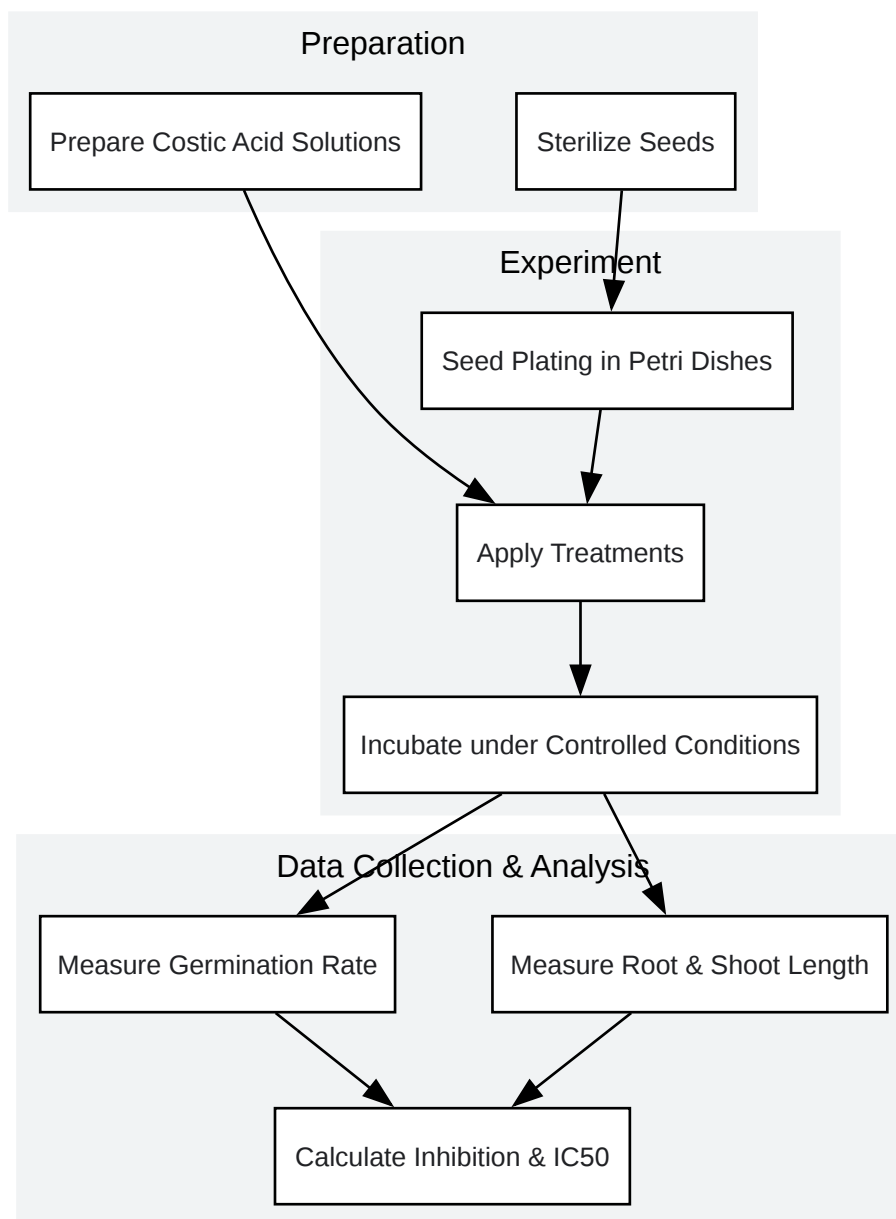 Preparation
Prepare Costic Acid Solutions
Sterilize Seeds
Experiment
Seed Plating in Petri Dishes
Apply Treatments
Incubate under Controlled Conditions
Data Collection & Analysis
Measure Germination Rate
Measure Root & Shoot Length
Calculate Inhibition & IC50